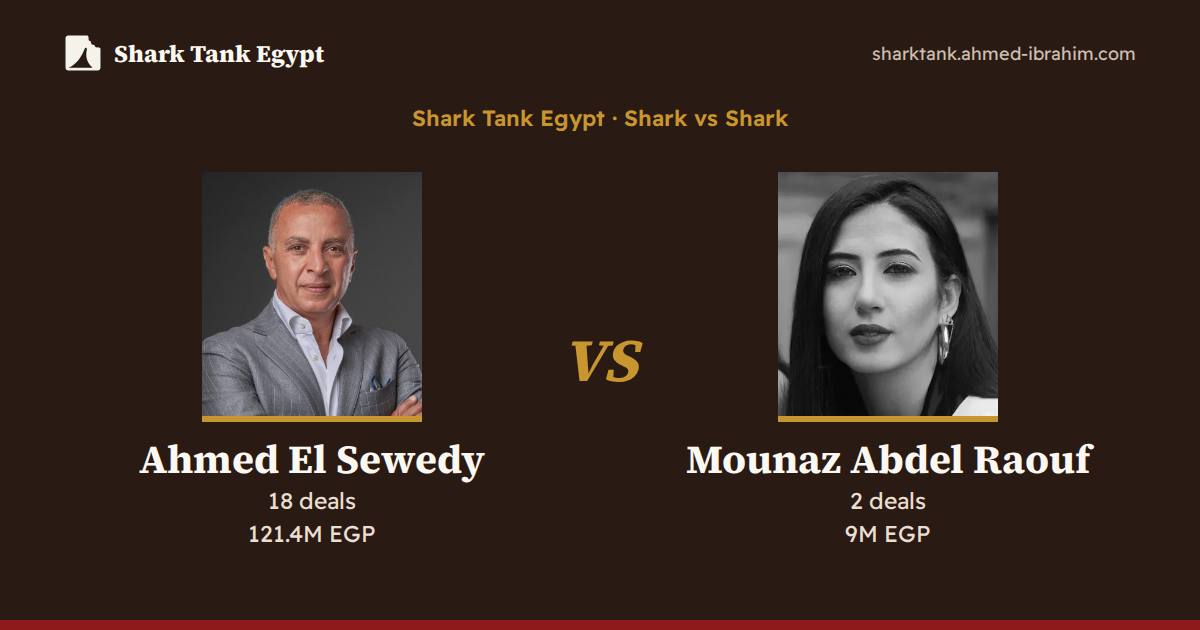 Shark Tank Egypt
sharktank.ahmed-ibrahim.com
Shark Tank Egypt · Shark vs Shark
vs
Ahmed El Sewedy
18 deals
121.4M EGP
Mounaz Abdel Raouf
2 deals
9M EGP